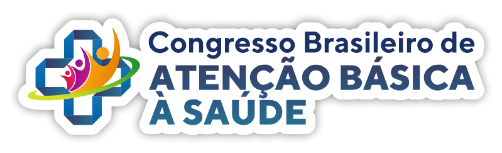 Congresso Brasileiro de
ATENÇÃO BÁSICA
À SAÚDE